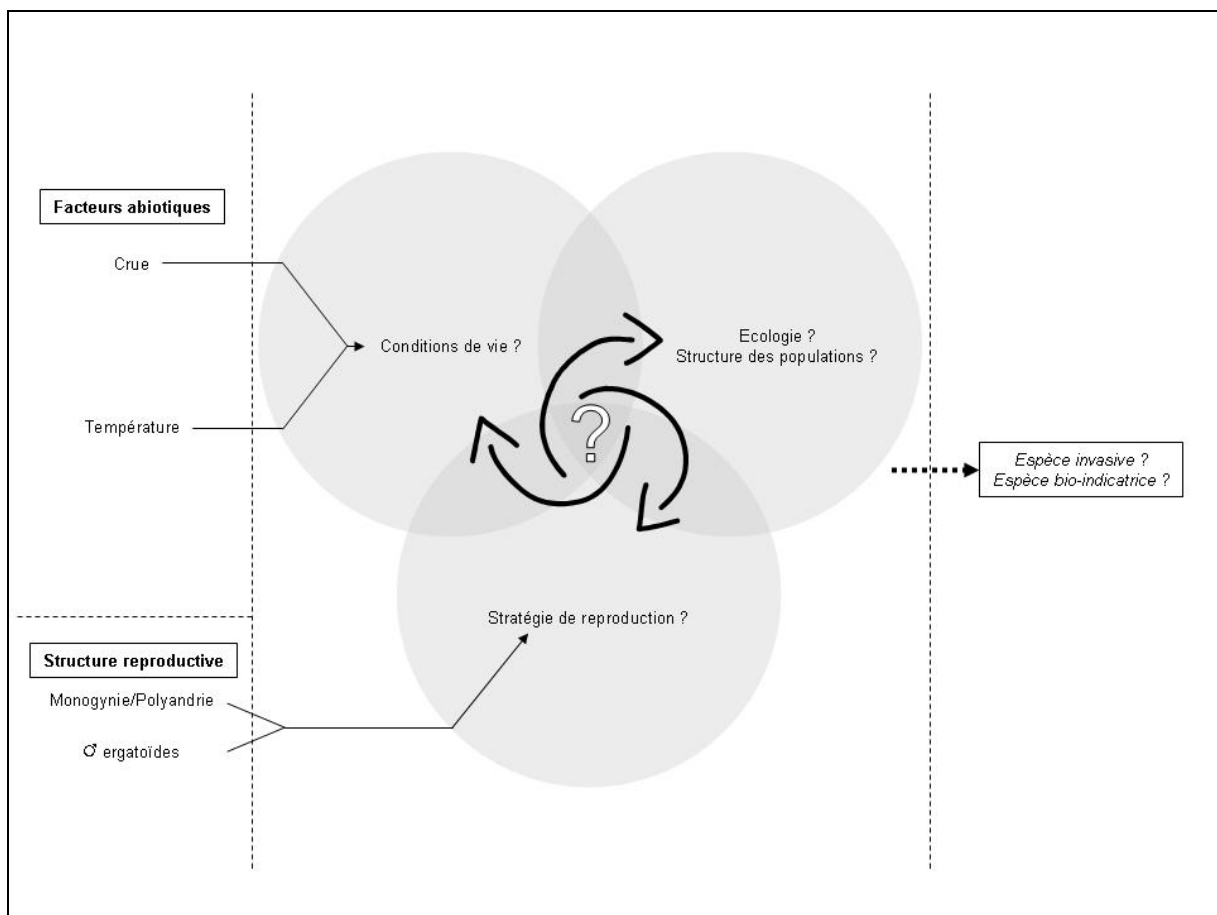 Facteurs abiotiques
Crue
Conditions de vie ?
Température
Ecologie ?
Structure des populations ?
?
Espèce invasive ?
Espèce bio-indicatrice ?
Stratégie de reproduction ?
Structure reproductive
Monogynie/Polyandrie
♂ ergatoïdes